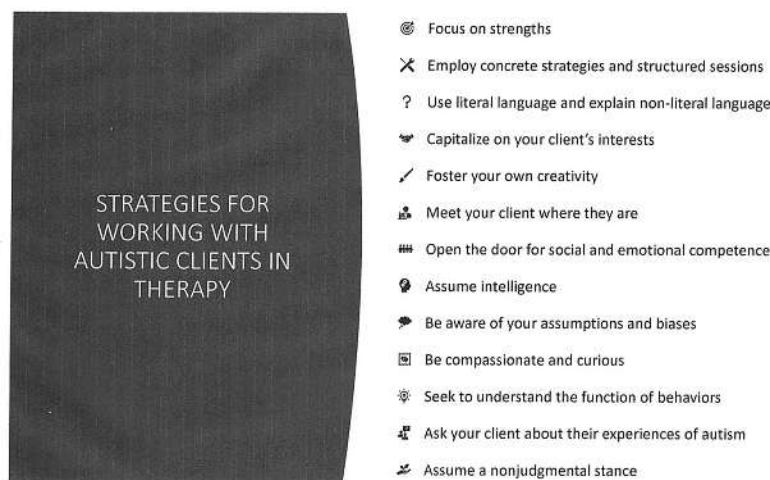 STRATEGIES FOR
WORKING WITH
AUTISTIC CLIENTS IN
THERAPY
Focus on strengths
Employ concrete strategies and structured sessions
? Use literal language and explain non-literal language
Capitalize on your client's interests
Foster your own creativity
Meet your client where they are
Open the door for social and emotional competence
Assume intelligence
Be aware of your assumptions and biases
Be compassionate and curious
Seek to understand the function of behaviors
Ask your client about their experiences of autism
Assume a nonjudgmental stance